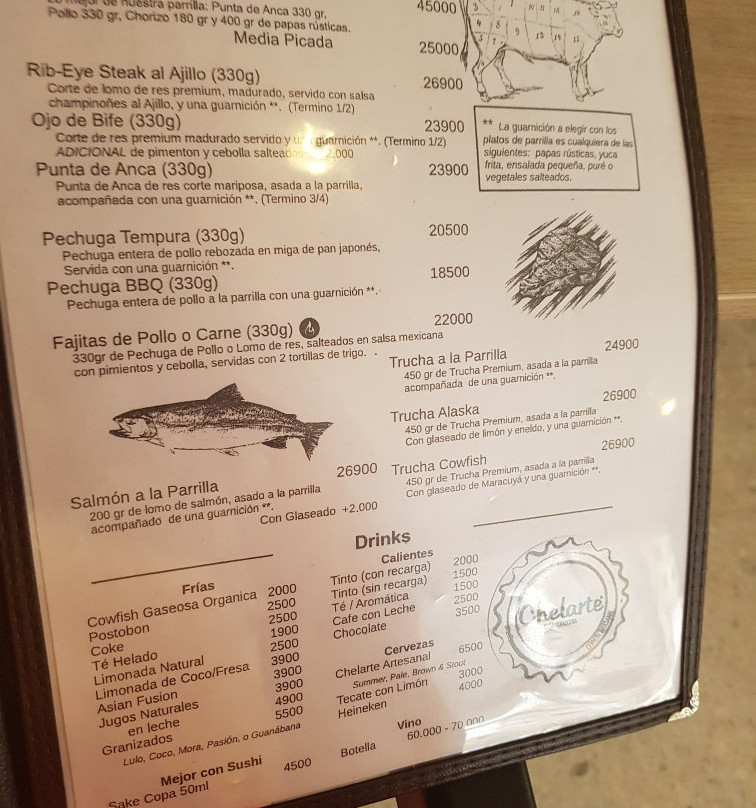 nuestra parrilla: Punta de Anca 330 gr,
Pollo 330 gr, Chorizo 180 gr y 400 gr de papas rústicas.
45000
Media Picada
25000
Rib-Eye Steak al Ajillo (330g)
26900
Corte de lomo de res premium, madurado, servido con salsa
champinoñes al Ajillo, y una guarnición **. (Termino 1/2)
Ojo de Bife (330g)
23900
Corte de res premium madurado servido y guarnición **. (Termino 1/2)
ADICIONAL de pimenton y cebolla salteados 2.000
Punta de Anca (330g)
23900
Punta de Anca de res corte mariposa, asada a la parrilla,
acompañada con una guarnición **. (Termino 3/4)
** La guarnición a elegir con los
platos de parrilla es cualquiera de las
siguientes: papas rústicas, yuca
frita, ensalada pequeña, puré o
vegetales salteados.
Pechuga Tempura (330g)
20500
Pechuga entera de pollo rebozada en miga de pan japonés,
Servida con una guarnición **.
Pechuga BBQ (330g)
18500
Pechuga entera de pollo a la parrilla con una guarnición **.
Fajitas de Pollo o Carne (330g)
22000
330gr de Pechuga de Pollo o Lomo de res, salteados en salsa mexicana
con pimientos y cebolla, servidas con 2 tortillas de trigo.
Trucha a la Parrilla
24900
450 gr de Trucha Premium, asada a la parrilla
acompañada de una guarnición **.
Trucha Alaska
26900
450 gr de Trucha Premium, asada a la parrilla
Con glaseado de limón y eneldo, y una guarnición **.
Trucha Cowfish
26900
450 gr de Trucha Premium, asada a la parrilla
Con glaseado de Maracuyá y una guarnición **.
Salmón a la Parrilla
26900
200 gr de lomo de salmón, asado a la parrilla
acompañado de una guarnición **.
Con Glaseado +2.000
Drinks
Frías
Cowfish Gaseosa Organica 2000
Postobon 2500
Coke 2500
Té Helado 1900
Limonada Natural 2500
Limonada de Coco/Fresa 3900
Asian Fusion 3900
Jugos Naturales 3900
en leche 4900
Granizados 5500
Lulo, Coco, Mora, Pasión, o Guanábana
Mejor con Sushi
Sake Copa 50ml 4500
Calientes
Tinto (con recarga) 2000
Tinto (sin recarga) 1500
Té / Aromática 1500
Cafe con Leche 2500
Chocolate 3500
Cervezas
Chelarte Artesanal 6500
Summer, Pale, Brown & Stout
Tecate con Limón 3000
Heineken 4000
Vino
Botella 60.000 - 70.000
Chelarte